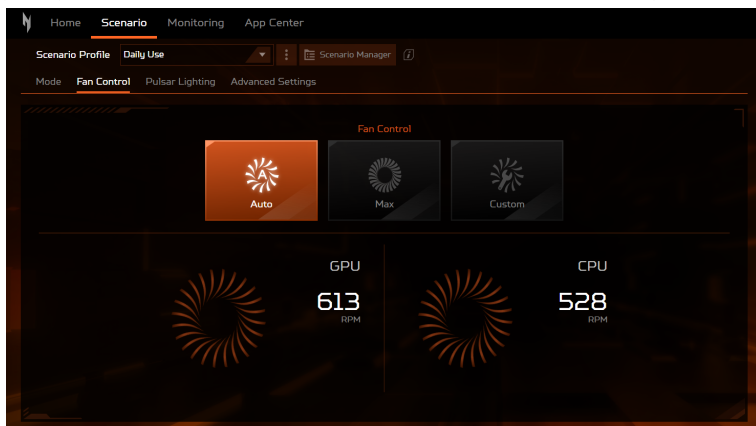 Home Scenario Monitoring App Center
Scenario Profile Daily Use Scenario Manager i
Mode Fan Control Pulsar Lighting Advanced Settings
Fan Control
A
Auto Max Custom
GPU
613
RPM
CPU
528
RPM